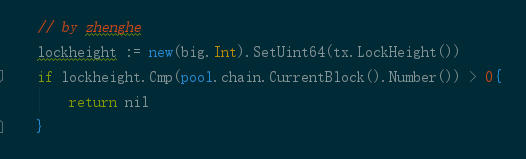 // by zhenghe
lockheight := new(big.Int).SetUint64(tx.LockHeight())
if lockheight.Cmp(pool.chain.CurrentBlock().Number()) > 0{
return nil
}